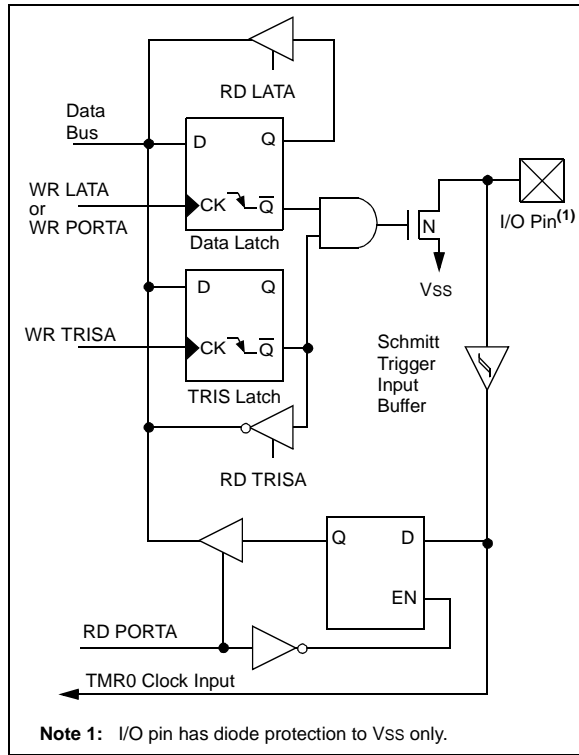 RD LATA
Data
Bus
D
Q
WR LATA
or
WR PORTA
CK
Q̅
Data Latch
N
I/O Pin(1)
VSS
D
Q
WR TRISA
CK
Q̅
TRIS Latch
Schmitt
Trigger
Input
Buffer
RD TRISA
Q
D
EN
RD PORTA
TMR0 Clock Input
Note 1: I/O pin has diode protection to VSS only.